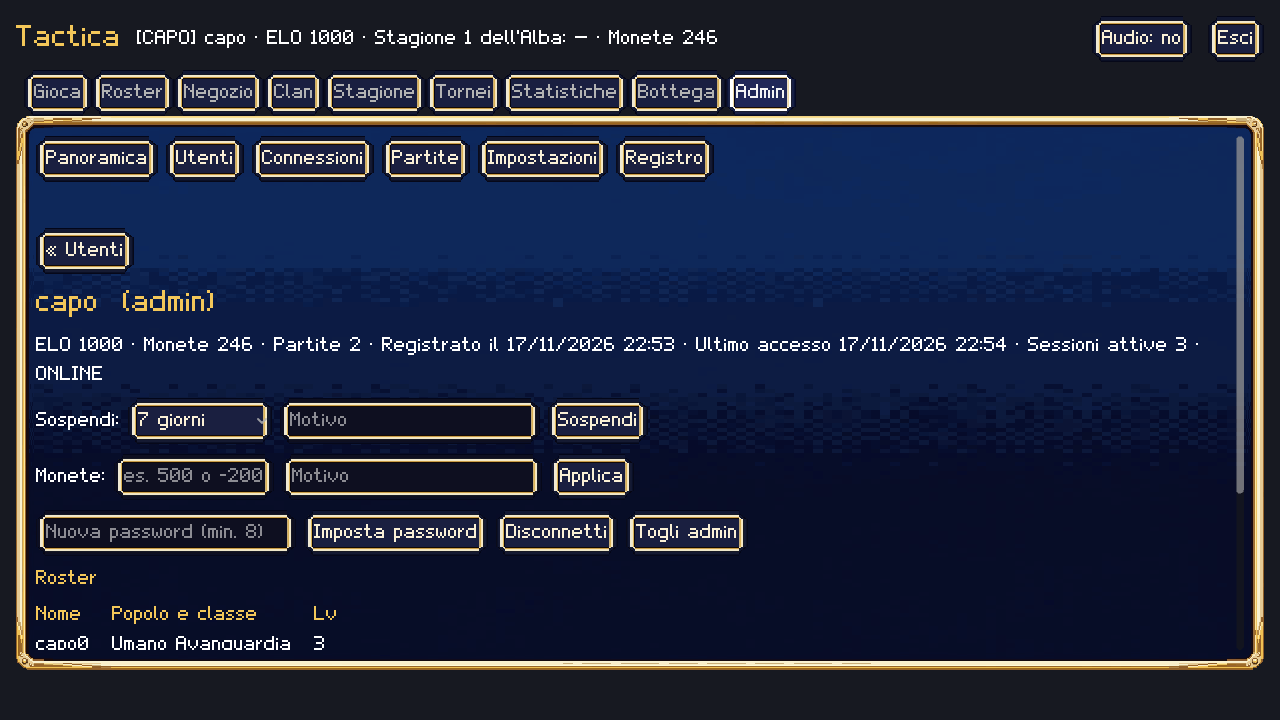 Tactica [CAPO] capo · ELO 1000 · Stagione 1 dell'Alba: — · Monete 246 Audio: no Esci
Gioca Roster Negozio Clan Stagione Tornei Statistiche Bottega Admin
Panoramica Utenti Connessioni Partite Impostazioni Registro
« Utenti
capo (admin)
ELO 1000 · Monete 246 · Partite 2 · Registrato il 17/11/2026 22:53 · Ultimo accesso 17/11/2026 22:54 · Sessioni attive 3 ·
ONLINE
Sospendi: 7 giorni Motivo Sospendi
Monete: es. 500 o -200 Motivo Applica
Nuova password (min. 8) Imposta password Disconnetti Togli admin
Roster
Nome Popolo e classe Lv
capo0 Umano Avanguardia 3